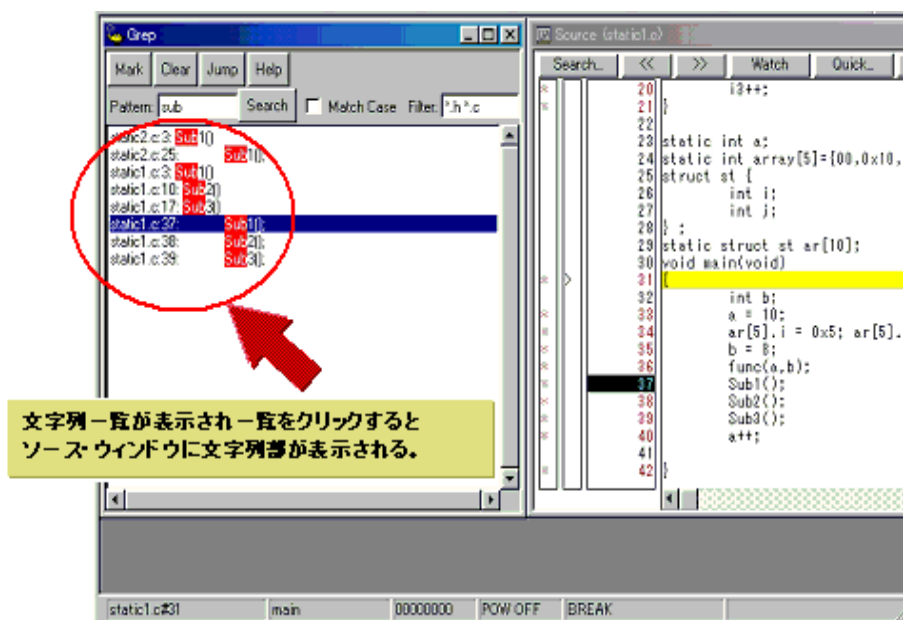 Grep
Mark Clear Jump Help
Pattern: sub Search Match Case Filter: *.h *.c
static2.c:3: Sub1()
static2.c:25: Sub1();
static1.c:3: Sub1()
static1.c:10: Sub2()
static1.c:17: Sub3()
static1.c:37: Sub1();
static1.c:38: Sub2();
static1.c:39: Sub3();
文字列一覧が表示され一覧をクリックすると
ソース・ウィンドウに文字列部が表示される。
Source (static1.c)
Search... << >> Watch Quick...
20 i3++;
21 }
22
23 static int a;
24 static int array[5]={00,0x10,
25 struct st {
26 int i;
27 int j;
28 } ;
29 static struct st ar[10];
30 void main(void)
31 {
32 int b;
33 a = 10;
34 ar[5].i = 0x5; ar[5].
35 b = 8;
36 func(a,b);
37 Sub1();
38 Sub2();
39 Sub3();
40 a++;
41
42 }
static1.c#31 main 00000000 POW OFF BREAK